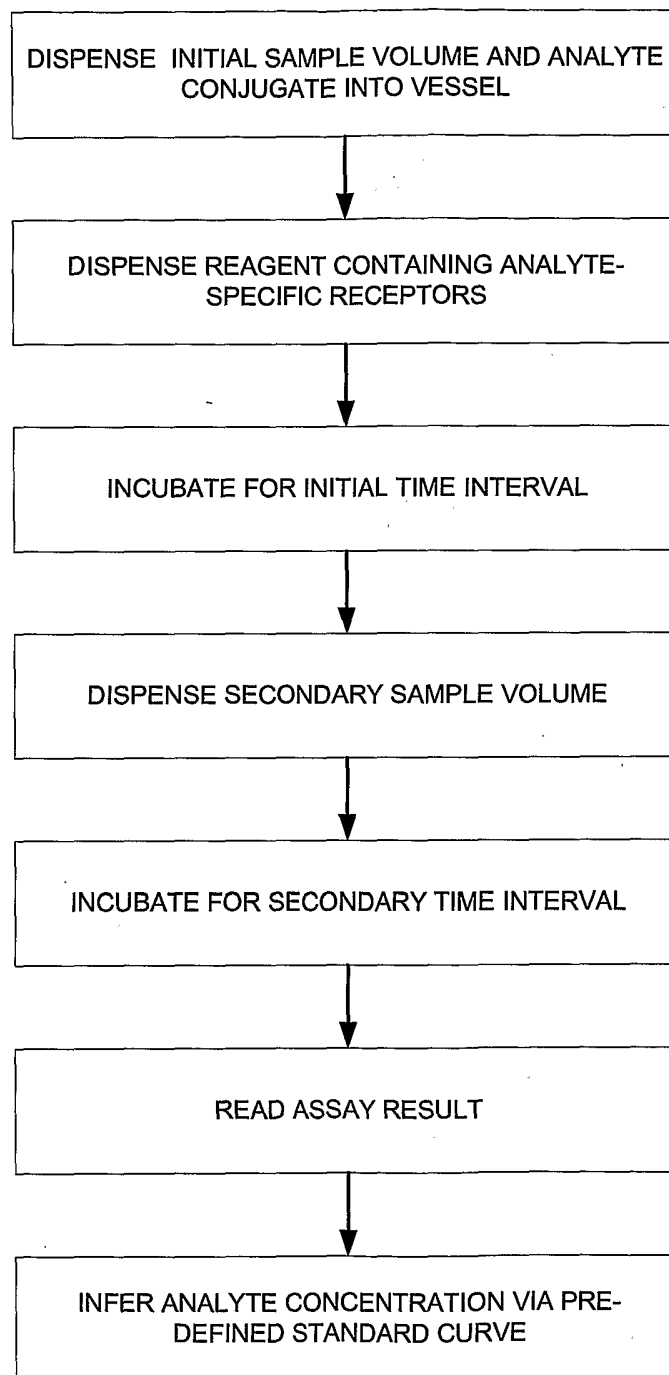 DISPENSE INITIAL SAMPLE VOLUME AND ANALYTE
CONJUGATE INTO VESSEL
DISPENSE REAGENT CONTAINING ANALYTE-
SPECIFIC RECEPTORS
INCUBATE FOR INITIAL TIME INTERVAL
DISPENSE SECONDARY SAMPLE VOLUME
INCUBATE FOR SECONDARY TIME INTERVAL
READ ASSAY RESULT
INFER ANALYTE CONCENTRATION VIA PRE-
DEFINED STANDARD CURVE